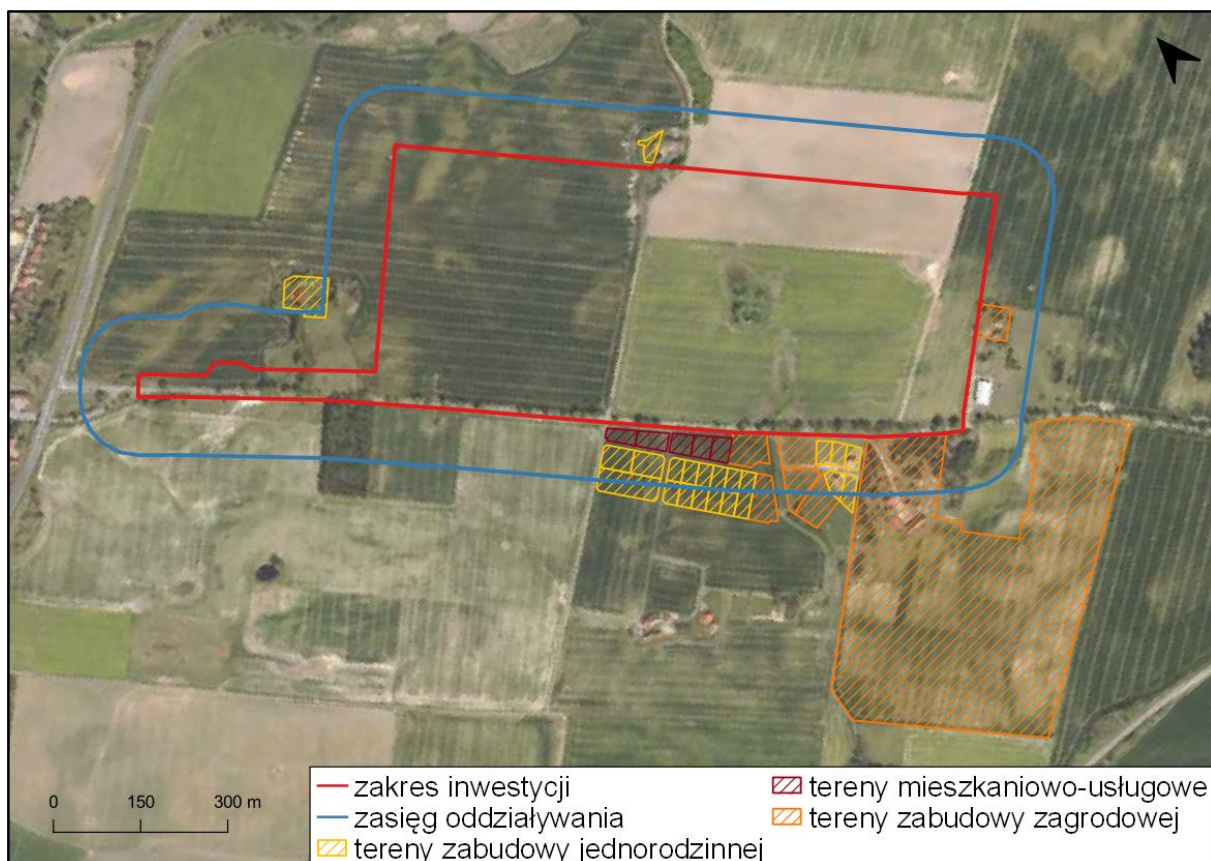 0 150 300 m
zakres inwestycji
zasięg oddziaływania
tereny zabudowy jednorodzinnej
tereny mieszkaniowo-usługowe
tereny zabudowy zagrodowej